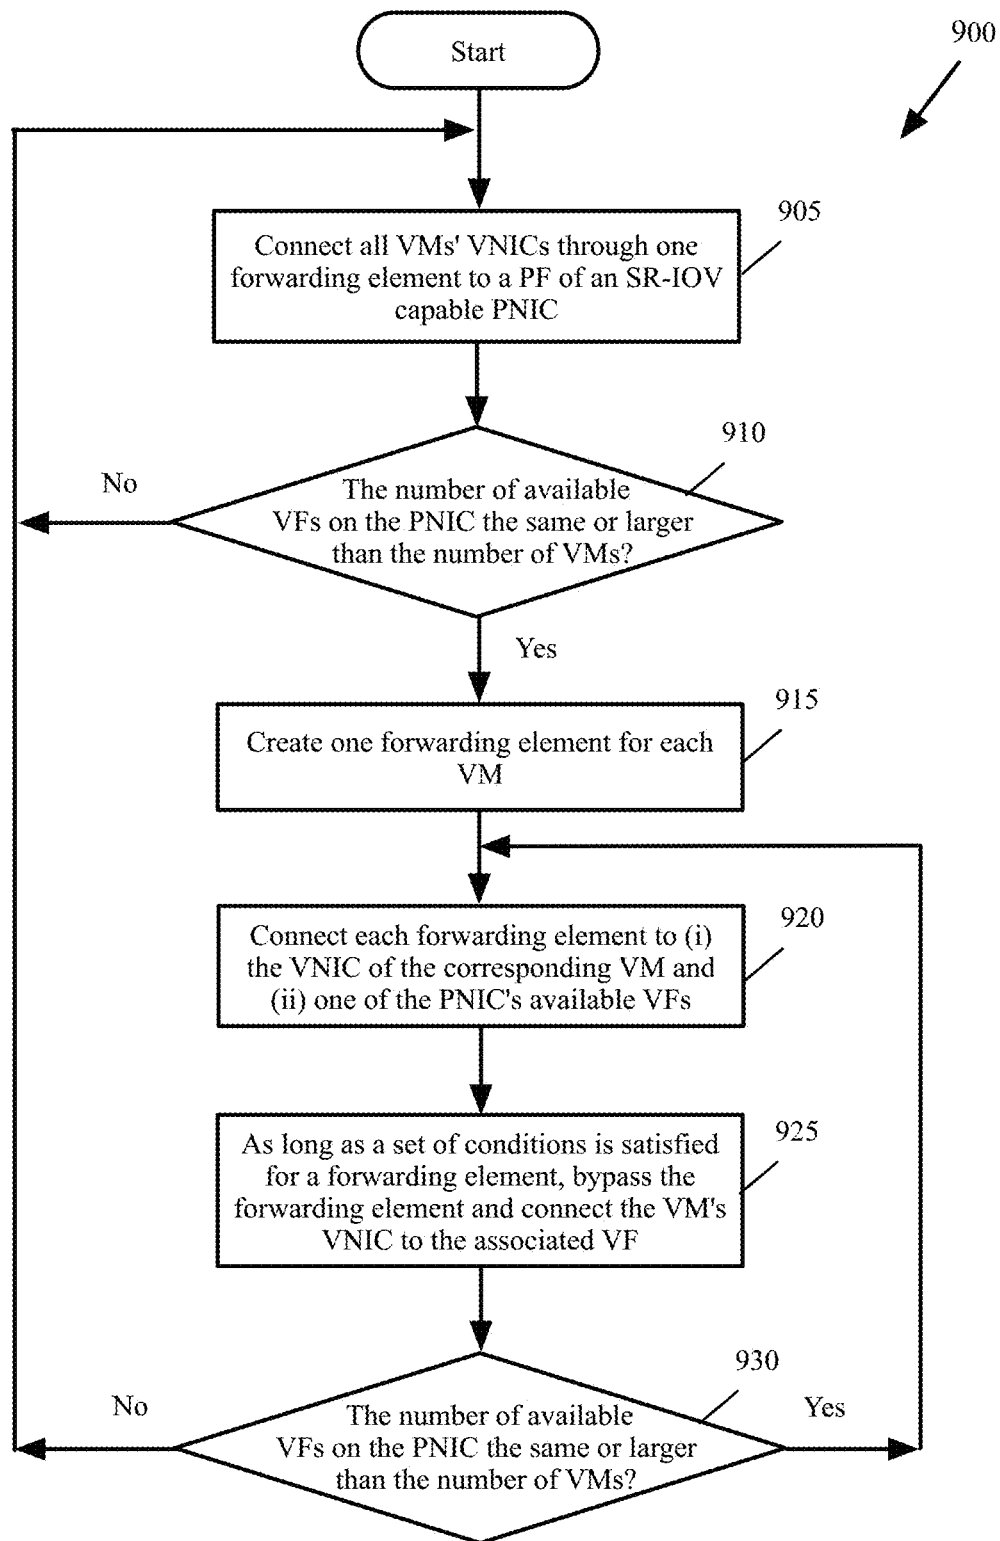 Start
900
905
Connect all VMs' VNICs through one
forwarding element to a PF of an SR-IOV
capable PNIC
910
No
The number of available
VFs on the PNIC the same or larger
than the number of VMs?
Yes
915
Create one forwarding element for each
VM
920
Connect each forwarding element to (i)
the VNIC of the corresponding VM and
(ii) one of the PNIC's available VFs
925
As long as a set of conditions is satisfied
for a forwarding element, bypass the
forwarding element and connect the VM's
VNIC to the associated VF
930
No
Yes
The number of available
VFs on the PNIC the same or larger
than the number of VMs?